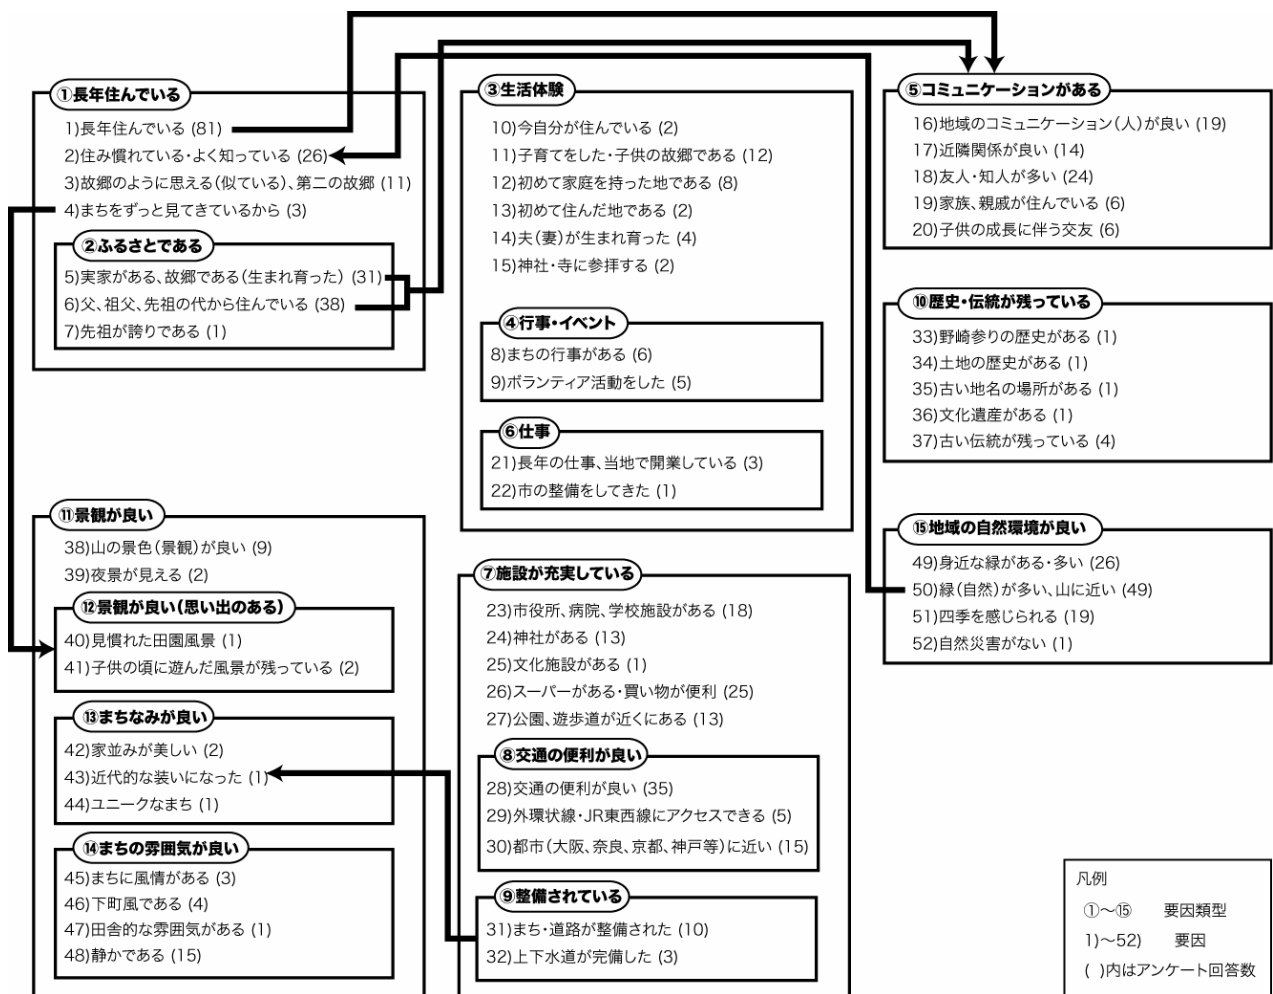 ①長年住んでいる
1)長年住んでいる (81)
2)住み慣れている・よく知っている (26)
3)故郷のように思える(似ている)、第二の故郷 (11)
4)まちをずっと見てきているから (3)
②ふるさとである
5)実家がある、故郷である(生まれ育った) (31)
6)父、祖父、先祖の代から住んでいる (38)
7)先祖が誇りである (1)
③生活体験
10)今自分が住んでいる (2)
11)子育てをした・子供の故郷である (12)
12)初めて家庭を持った地である (8)
13)初めて住んだ地である (2)
14)夫(妻)が生まれ育った (4)
15)神社・寺に参拝する (2)
④行事・イベント
8)まちの行事がある (6)
9)ボランティア活動をした (5)
⑥仕事
21)長年の仕事、当地で開業している (3)
22)市の整備をしてきた (1)
⑤コミュニケーションがある
16)地域のコミュニケーション(人)が良い (19)
17)近隣関係が良い (14)
18)友人・知人が多い (24)
19)家族、親戚が住んでいる (6)
20)子供の成長に伴う交友 (6)
⑩歴史・伝統が残っている
33)野崎参りの歴史がある (1)
34)土地の歴史がある (1)
35)古い地名の場所がある (1)
36)文化遺産がある (1)
37)古い伝統が残っている (4)
⑪景観が良い
38)山の景色(景観)が良い (9)
39)夜景が見える (2)
⑫景観が良い(思い出のある)
40)見慣れた田園風景 (1)
41)子供の頃に遊んだ風景が残っている (2)
⑬まちなみが良い
42)家並みが美しい (2)
43)近代的な装いになった (1)
44)ユニークなまち (1)
⑭まちの雰囲気が良い
45)まちに風情がある (3)
46)下町風である (4)
47)田舎的な雰囲気がある (1)
48)静かである (15)
⑦施設が充実している
23)市役所、病院、学校施設がある (18)
24)神社がある (13)
25)文化施設がある (1)
26)スーパーがある・買い物が便利 (25)
27)公園、遊歩道が近くにある (13)
⑧交通の便利が良い
28)交通の便利が良い (35)
29)外環状線・JR東西線にアクセスできる (5)
30)都市(大阪、奈良、京都、神戸等)に近い (15)
⑨整備されている
31)まち・道路が整備された (10)
32)上下水道が完備した (3)
⑮地域の自然環境が良い
49)身近な緑がある・多い (26)
50)緑(自然)が多い、山に近い (49)
51)四季を感じられる (19)
52)自然災害がない (1)
凡例
①～⑮ 要因類型
1)～52) 要因
( )内はアンケート回答数